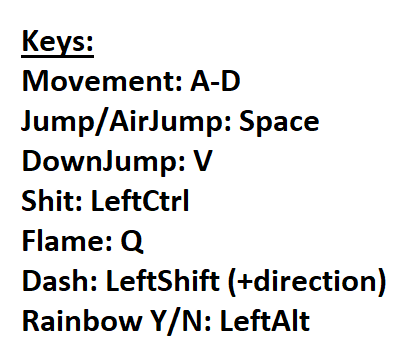 Keys:
Movement: A-D
Jump/AirJump: Space
DownJump: V
Shit: LeftCtrl
Flame: Q
Dash: LeftShift (+direction)
Rainbow Y/N: LeftAlt